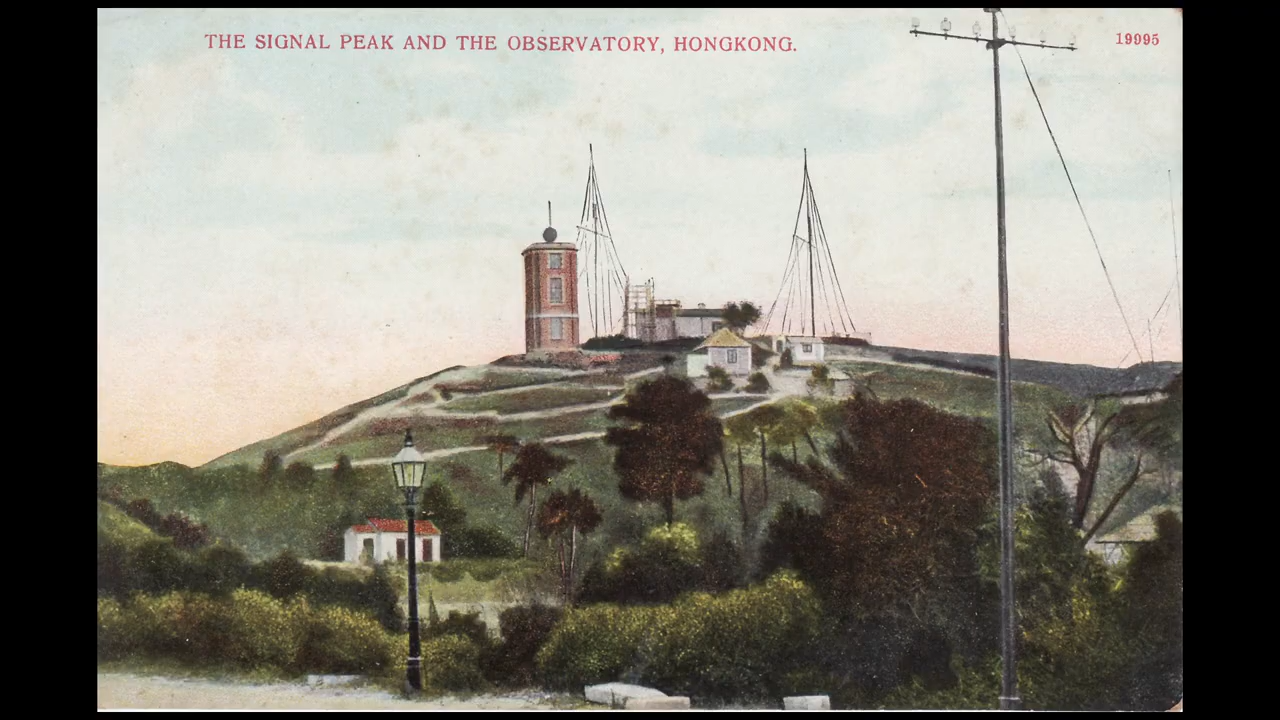 THE SIGNAL PEAK AND THE OBSERVATORY, HONGKONG.
19995